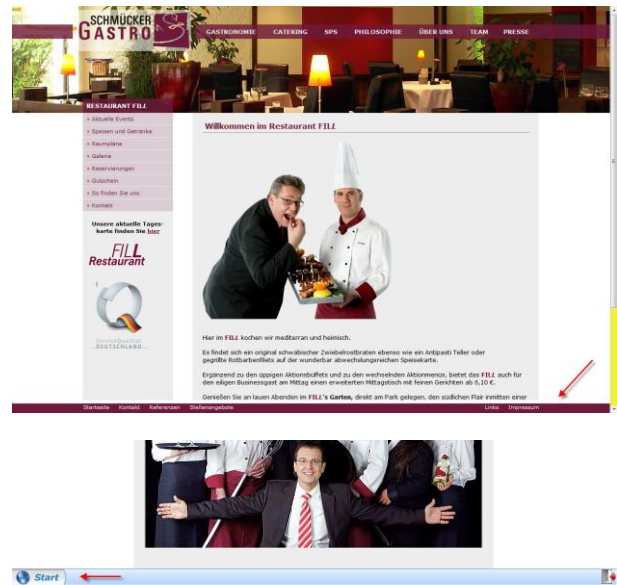 SCHMÜCKER
GASTRO
GASTRONOMIE CATERING SPS PHILOSOPHIE ÜBER UNS TEAM PRESSE
RESTAURANT FILL
» Aktuelle Events
» Speisen und Getränke
» Raumpläne
» Galerie
» Reservierungen
» Gutschein
» So finden Sie uns
» Kontakt
Unsere aktuelle Tages-
karte finden Sie hier
FILL
Restaurant
Q
ServiceQualität
DEUTSCHLAND
Willkommen im Restaurant FILL
Hier im FILL kochen wir mediterran und heimisch.
Es findet sich ein original schwäbischer Zwiebelrostbraten ebenso wie ein Antipasti Teller oder
gegrillte Rotbarbenfilets auf der wunderbar abwechslungsreichen Speisekarte.
Ergänzend zu den üppigen Aktionsbüffets und zu den wechselnden Aktionmenüs, bietet das FILL auch für
den eiligen Businessgast am Mittag einen erweiterten Mittagstisch mit feinen Gerichten ab 6,10 €.
Genießen Sie an lauen Abenden im FILL's Garten, direkt am Park gelegen, den südlichen Flair inmitten einer
Startseite Kontakt Referenzen Stellenangebote Links Impressum
Start